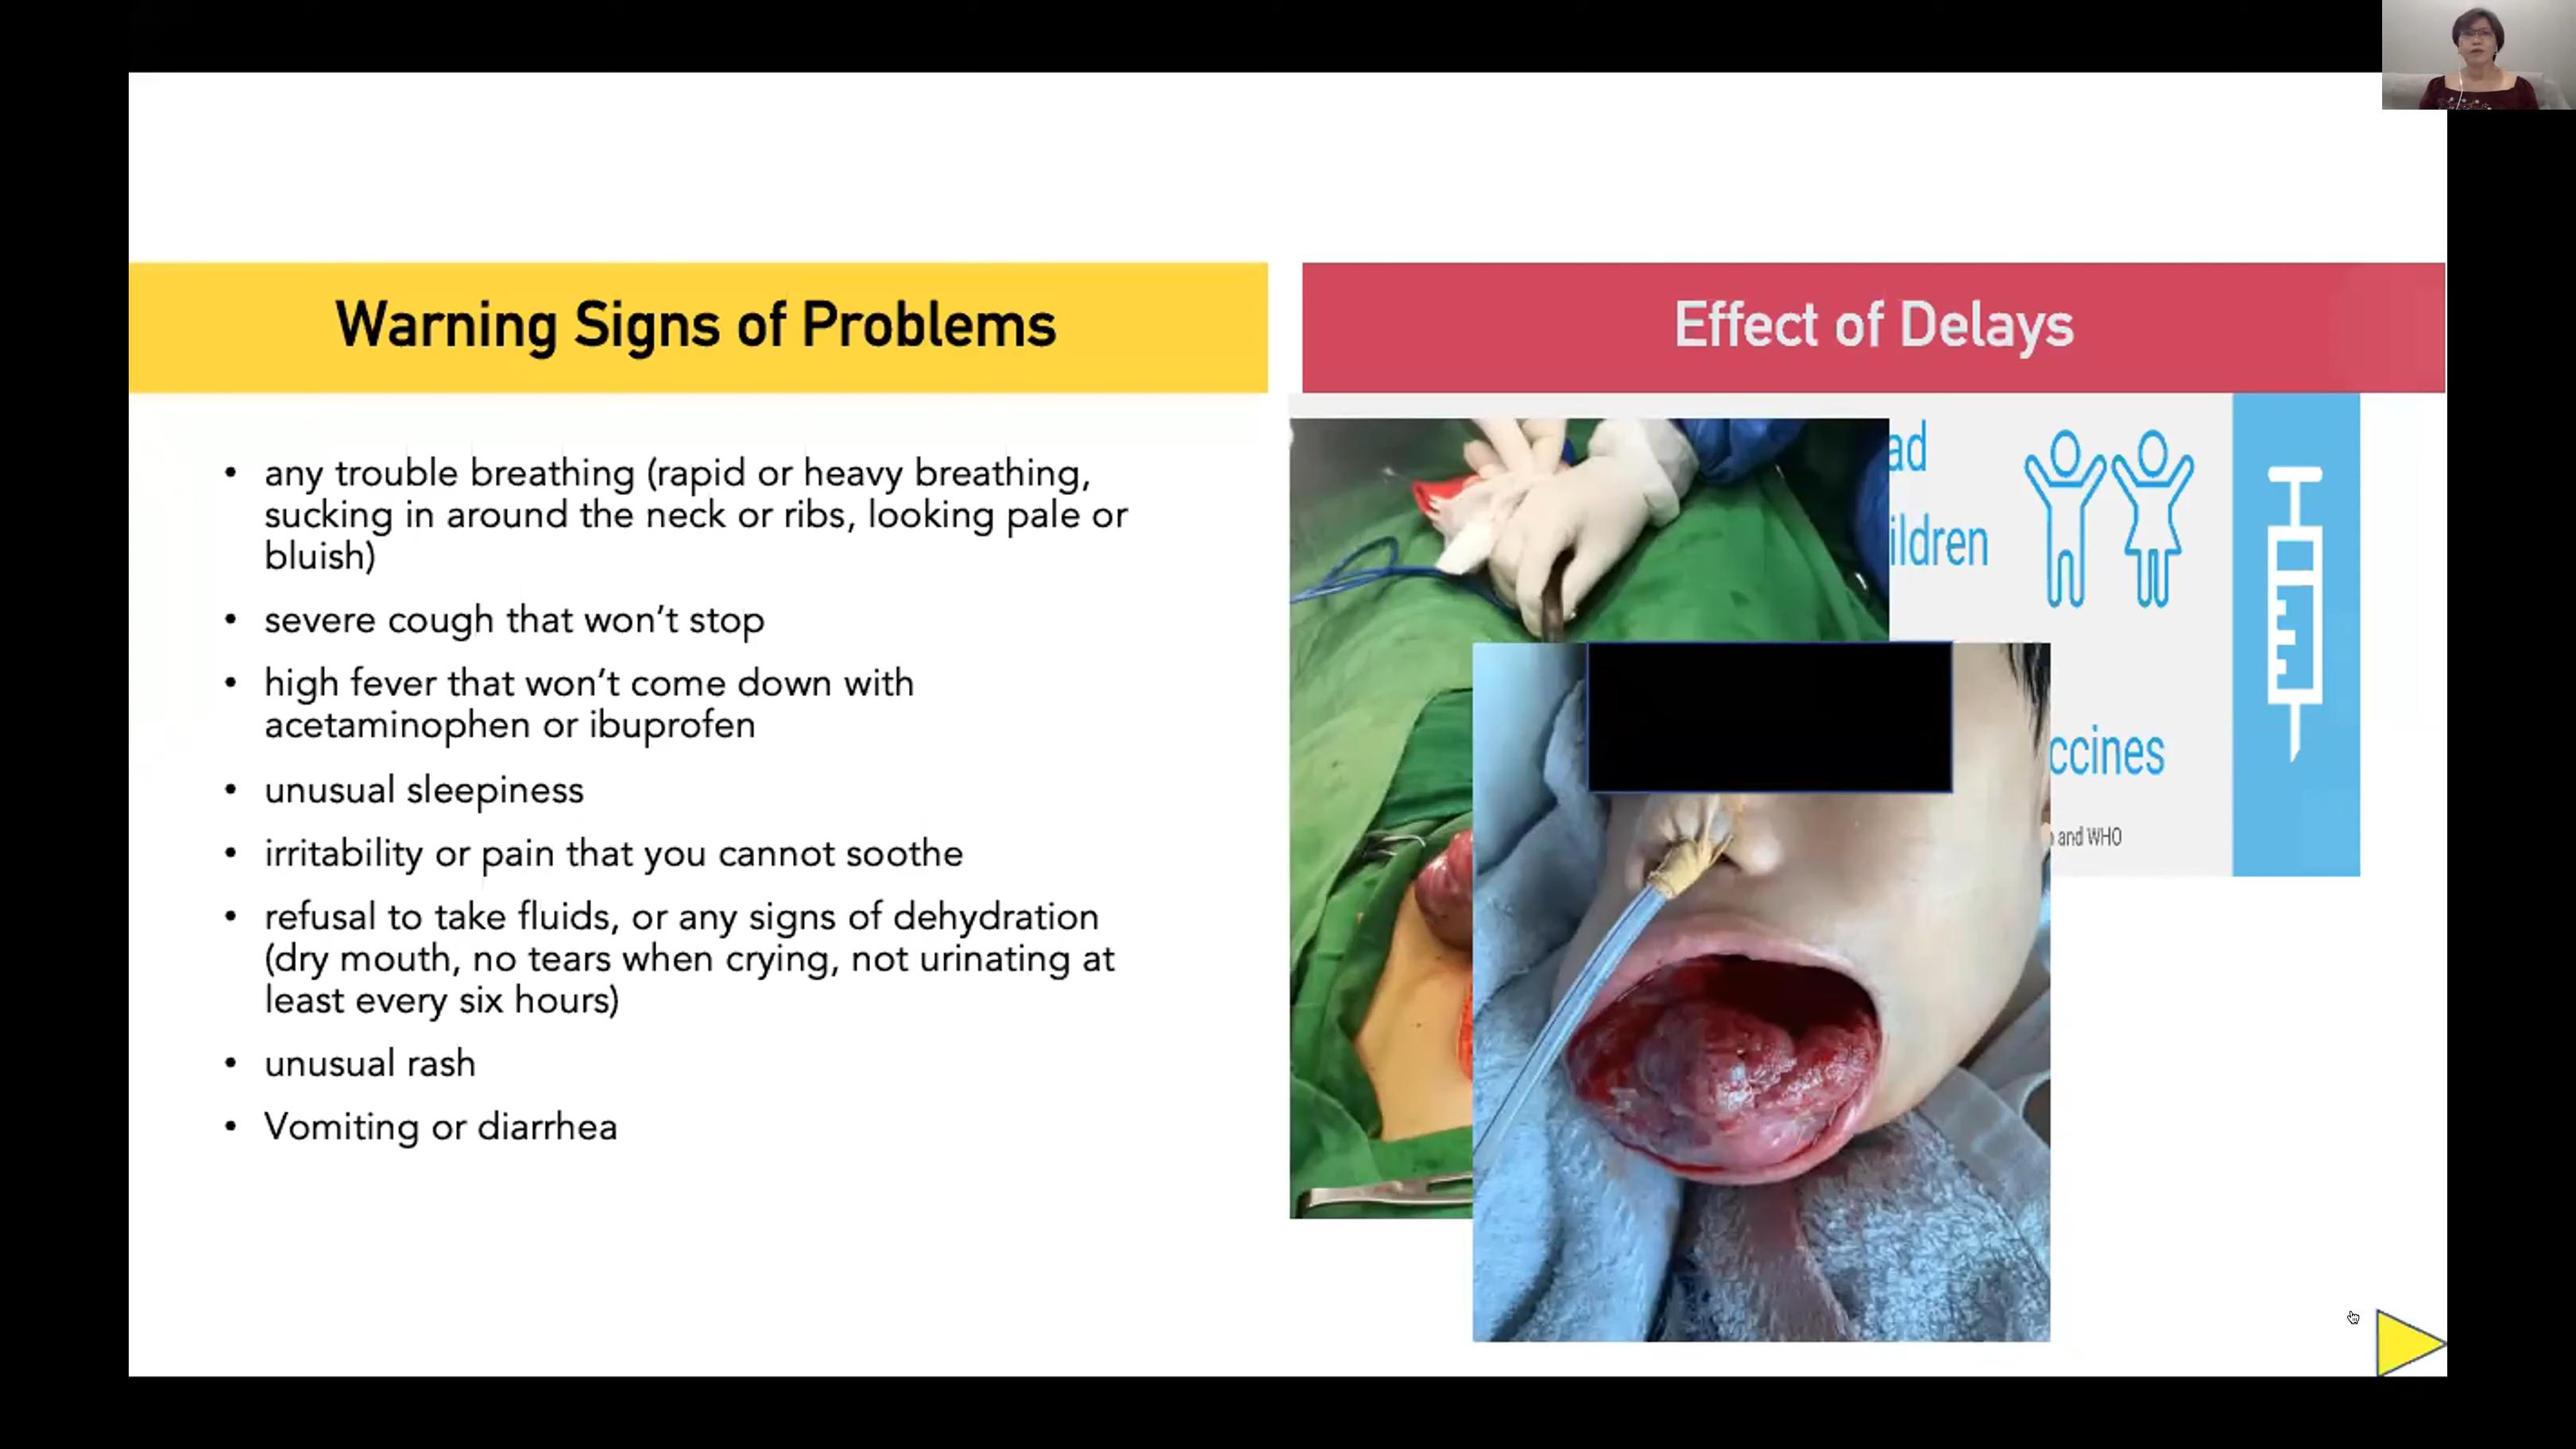 Warning Signs of Problems
• any trouble breathing (rapid or heavy breathing,
sucking in around the neck or ribs, looking pale or
bluish)
• severe cough that won’t stop
• high fever that won’t come down with
acetaminophen or ibuprofen
• unusual sleepiness
• irritability or pain that you cannot soothe
• refusal to take fluids, or any signs of dehydration
(dry mouth, no tears when crying, not urinating at
least every six hours)
• unusual rash
• Vomiting or diarrhea
Effect of Delays
ad
ildren
ccines
and WHO